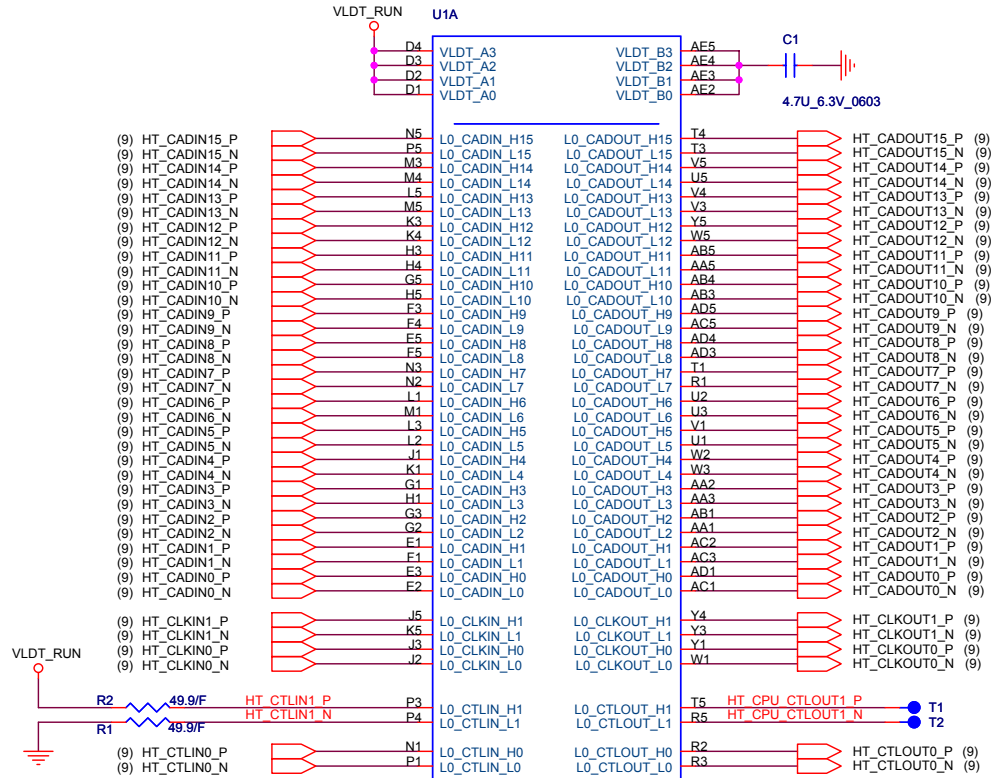 VLDT_RUN U1A
D4 VLDT_A3 VLDT_B3 AE5
D3 VLDT_A2 VLDT_B2 AE4
D2 VLDT_A1 VLDT_B1 AE3
D1 VLDT_A0 VLDT_B0 AE2
C1
4.7U_6.3V_0603
(9) HT_CADIN15_P N5 L0_CADIN_H15 L0_CADOUT_H15 T4 HT_CADOUT15_P (9)
(9) HT_CADIN15_N P5 L0_CADIN_L15 L0_CADOUT_L15 T3 HT_CADOUT15_N (9)
(9) HT_CADIN14_P M3 L0_CADIN_H14 L0_CADOUT_H14 V5 HT_CADOUT14_P (9)
(9) HT_CADIN14_N M4 L0_CADIN_L14 L0_CADOUT_L14 U5 HT_CADOUT14_N (9)
(9) HT_CADIN13_P L5 L0_CADIN_H13 L0_CADOUT_H13 V4 HT_CADOUT13_P (9)
(9) HT_CADIN13_N M5 L0_CADIN_L13 L0_CADOUT_L13 V3 HT_CADOUT13_N (9)
(9) HT_CADIN12_P K3 L0_CADIN_H12 L0_CADOUT_H12 Y5 HT_CADOUT12_P (9)
(9) HT_CADIN12_N K4 L0_CADIN_L12 L0_CADOUT_L12 W5 HT_CADOUT12_N (9)
(9) HT_CADIN11_P H3 L0_CADIN_H11 L0_CADOUT_H11 AB5 HT_CADOUT11_P (9)
(9) HT_CADIN11_N H4 L0_CADIN_L11 L0_CADOUT_L11 AA5 HT_CADOUT11_N (9)
(9) HT_CADIN10_P G5 L0_CADIN_H10 L0_CADOUT_H10 AB4 HT_CADOUT10_P (9)
(9) HT_CADIN10_N H5 L0_CADIN_L10 L0_CADOUT_L10 AB3 HT_CADOUT10_N (9)
(9) HT_CADIN9_P F3 L0_CADIN_H9 L0_CADOUT_H9 AD5 HT_CADOUT9_P (9)
(9) HT_CADIN9_N F4 L0_CADIN_L9 L0_CADOUT_L9 AC5 HT_CADOUT9_N (9)
(9) HT_CADIN8_P E5 L0_CADIN_H8 L0_CADOUT_H8 AD4 HT_CADOUT8_P (9)
(9) HT_CADIN8_N F5 L0_CADIN_L8 L0_CADOUT_L8 AD3 HT_CADOUT8_N (9)
(9) HT_CADIN7_P N3 L0_CADIN_H7 L0_CADOUT_H7 T1 HT_CADOUT7_P (9)
(9) HT_CADIN7_N N2 L0_CADIN_L7 L0_CADOUT_L7 R1 HT_CADOUT7_N (9)
(9) HT_CADIN6_P L1 L0_CADIN_H6 L0_CADOUT_H6 U2 HT_CADOUT6_P (9)
(9) HT_CADIN6_N M1 L0_CADIN_L6 L0_CADOUT_L6 U3 HT_CADOUT6_N (9)
(9) HT_CADIN5_P L3 L0_CADIN_H5 L0_CADOUT_H5 V1 HT_CADOUT5_P (9)
(9) HT_CADIN5_N L2 L0_CADIN_L5 L0_CADOUT_L5 U1 HT_CADOUT5_N (9)
(9) HT_CADIN4_P J1 L0_CADIN_H4 L0_CADOUT_H4 W2 HT_CADOUT4_P (9)
(9) HT_CADIN4_N K1 L0_CADIN_L4 L0_CADOUT_L4 W3 HT_CADOUT4_N (9)
(9) HT_CADIN3_P G1 L0_CADIN_H3 L0_CADOUT_H3 AA2 HT_CADOUT3_P (9)
(9) HT_CADIN3_N H1 L0_CADIN_L3 L0_CADOUT_L3 AA3 HT_CADOUT3_N (9)
(9) HT_CADIN2_P G3 L0_CADIN_H2 L0_CADOUT_H2 AB1 HT_CADOUT2_P (9)
(9) HT_CADIN2_N G2 L0_CADIN_L2 L0_CADOUT_L2 AA1 HT_CADOUT2_N (9)
(9) HT_CADIN1_P E1 L0_CADIN_H1 L0_CADOUT_H1 AC2 HT_CADOUT1_P (9)
(9) HT_CADIN1_N F1 L0_CADIN_L1 L0_CADOUT_L1 AC3 HT_CADOUT1_N (9)
(9) HT_CADIN0_P E3 L0_CADIN_H0 L0_CADOUT_H0 AD1 HT_CADOUT0_P (9)
(9) HT_CADIN0_N E2 L0_CADIN_L0 L0_CADOUT_L0 AC1 HT_CADOUT0_N (9)
(9) HT_CLKIN1_P J5 L0_CLKIN_H1 L0_CLKOUT_H1 Y4 HT_CLKOUT1_P (9)
(9) HT_CLKIN1_N K5 L0_CLKIN_L1 L0_CLKOUT_L1 Y3 HT_CLKOUT1_N (9)
(9) HT_CLKIN0_P J3 L0_CLKIN_H0 L0_CLKOUT_H0 Y1 HT_CLKOUT0_P (9)
(9) HT_CLKIN0_N J2 L0_CLKIN_L0 L0_CLKOUT_L0 W1 HT_CLKOUT0_N (9)
VLDT_RUN
R2 49.9/F HT_CTLIN1_P P3 L0_CTLIN_H1 L0_CTLOUT_H1 T5 HT_CPU_CTLOUT1_P T1
R1 49.9/F HT_CTLIN1_N P4 L0_CTLIN_L1 L0_CTLOUT_L1 R5 HT_CPU_CTLOUT1_N T2
(9) HT_CTLIN0_P N1 L0_CTLIN_H0 L0_CTLOUT_H0 R2 HT_CTLOUT0_P (9)
(9) HT_CTLIN0_N P1 L0_CTLIN_L0 L0_CTLOUT_L0 R3 HT_CTLOUT0_N (9)